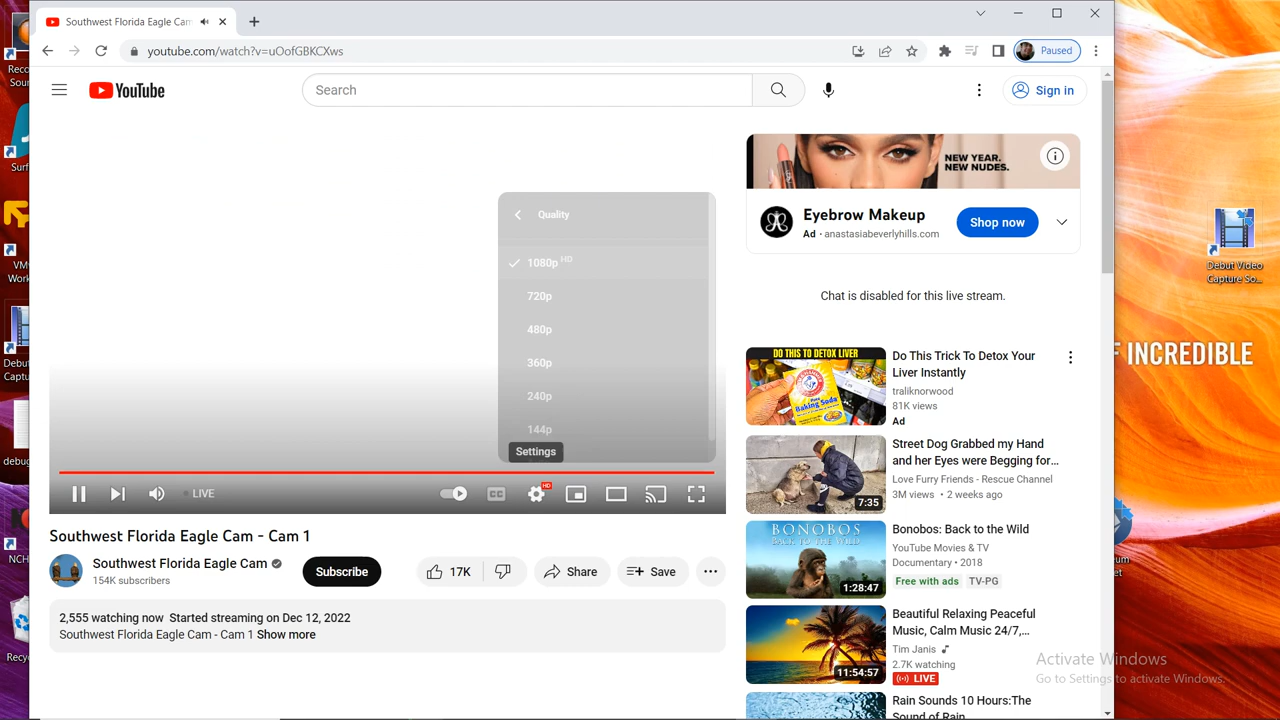 Southwest Florida Eagle Cam
youtube.com/watch?v=uOofGBKCXws
Paused
YouTube
Search
Sign in
Quality
1080p HD
720p
480p
360p
240p
144p
Settings
LIVE
CC
HD
Southwest Florida Eagle Cam - Cam 1
Southwest Florida Eagle Cam
154K subscribers
Subscribe
17K
Share
Save
2,555 watching now Started streaming on Dec 12, 2022
Southwest Florida Eagle Cam - Cam 1 Show more
NEW YEAR.
NEW NUDES.
Eyebrow Makeup
Ad · anastasiabeverlyhills.com
Shop now
Chat is disabled for this live stream.
DO THIS TO DETOX LIVER
Do This Trick To Detox Your
Liver Instantly
traliknorwood
81K views
Ad
Street Dog Grabbed my Hand
and her Eyes were Begging for...
Love Furry Friends - Rescue Channel
3M views • 2 weeks ago
7:35
BONOBOS
BACK TO THE WILD
1:28:47
Bonobos: Back to the Wild
YouTube Movies & TV
Documentary • 2018
Free with ads TV-PG
Beautiful Relaxing Peaceful
Music, Calm Music 24/7,...
Tim Janis
2.7K watching
LIVE
11:54:57
Rain Sounds 10 Hours:The
Sound of Rain
Debut Video
Capture So...
INCREDIBLE
Activate Windows
Go to Settings to activate Windows.